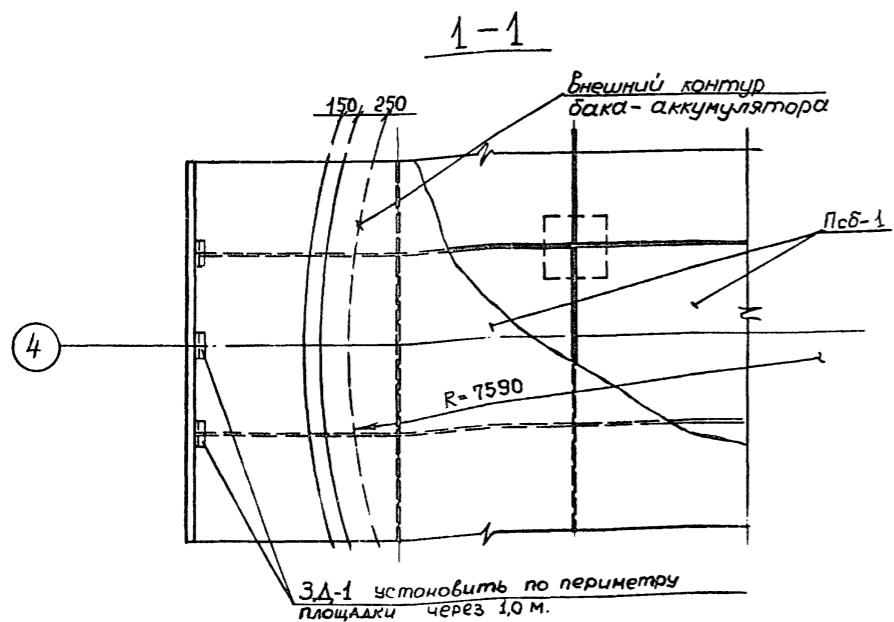 1-1
Внешний контур
бака-аккумулятора
150 250
Псб-1
4
R=7590
ЗД-1 установить по периметру
площадки через 1,0 м.